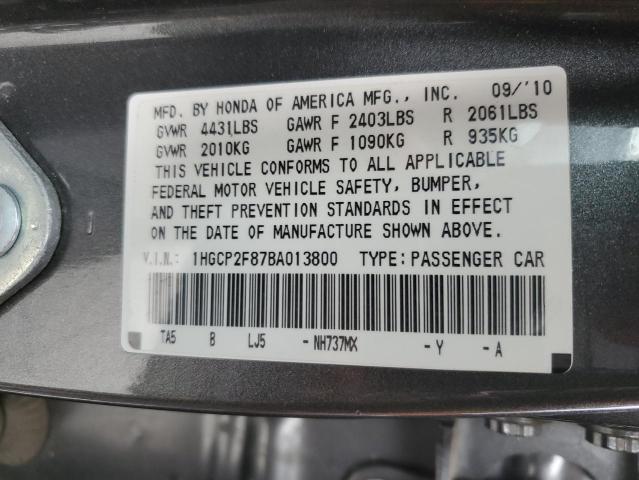 MFD. BY HONDA OF AMERICA MFG., INC. 09/'10
GVWR 4431LBS GAWR F 2403LBS R 2061LBS
GVWR 2010KG GAWR F 1090KG R 935KG
THIS VEHICLE CONFORMS TO ALL APPLICABLE
FEDERAL MOTOR VEHICLE SAFETY, BUMPER,
AND THEFT PREVENTION STANDARDS IN EFFECT
ON THE DATE OF MANUFACTURE SHOWN ABOVE.
V.I.N.: 1HGCP2F87BA013800 TYPE: PASSENGER CAR
TA5 B LJ5 - NH737MX - Y - A